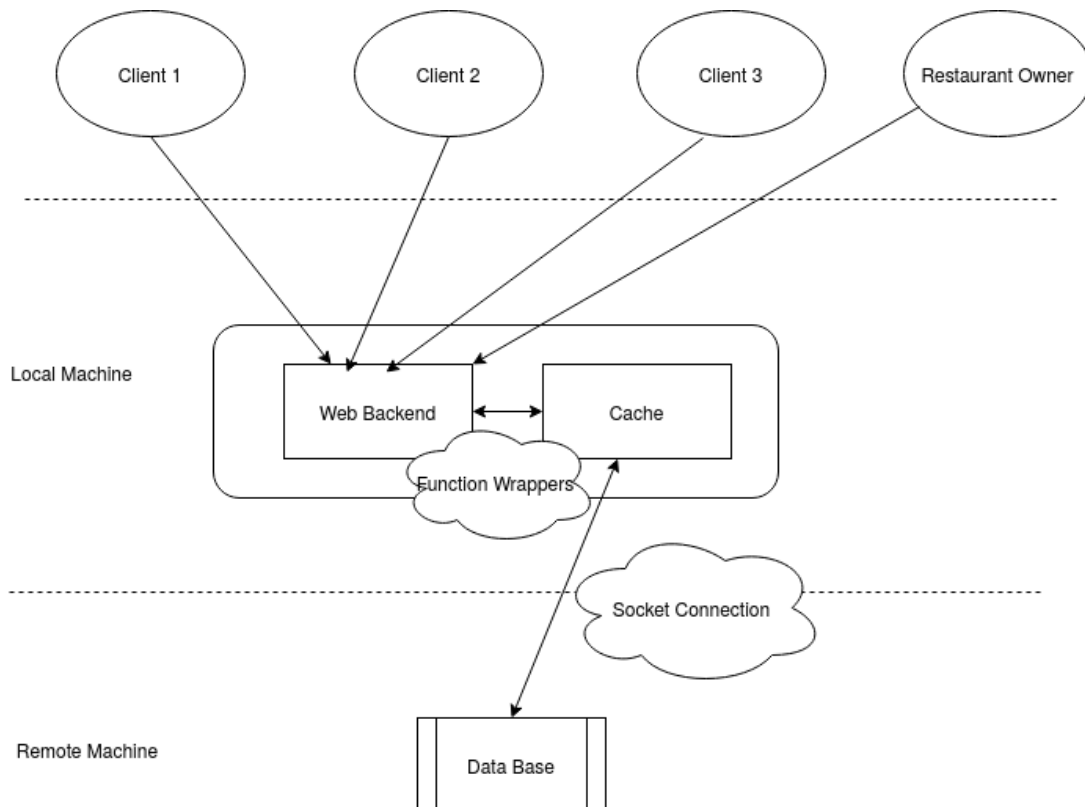 Client 1
Client 2
Client 3
Restaurant Owner
Local Machine
Web Backend
Cache
Function Wrappers
Socket Connection
Remote Machine
Data Base